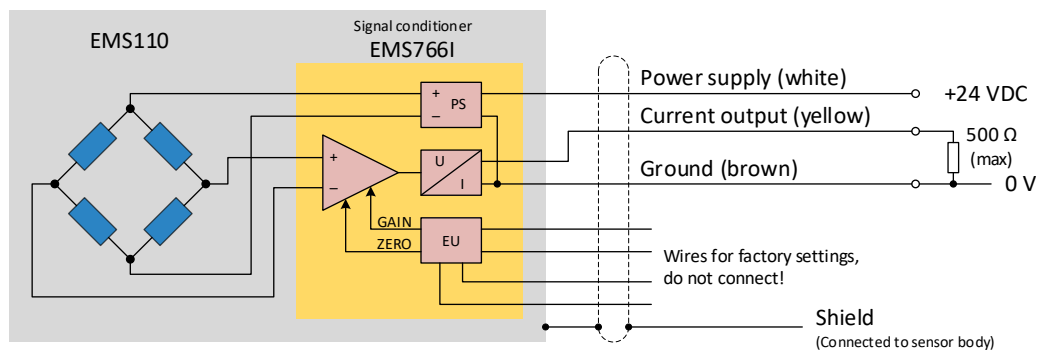 EMS110
Signal conditioner
EMS766I
+
PS
−
+
−
U
I
GAIN
ZERO
EU
Power supply (white)
+24 VDC
Current output (yellow)
500 Ω
(max)
Ground (brown)
0 V
Wires for factory settings,
do not connect!
Shield
(Connected to sensor body)